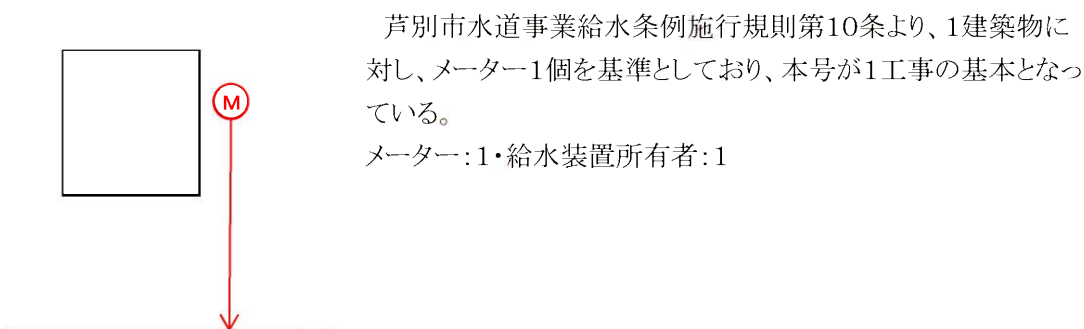 芦別市水道事業給水条例施行規則第10条より、1建築物に
対し、メーター1個を基準としており、本号が1工事の基本となっ
ている。
メーター：1・給水装置所有者：1
M